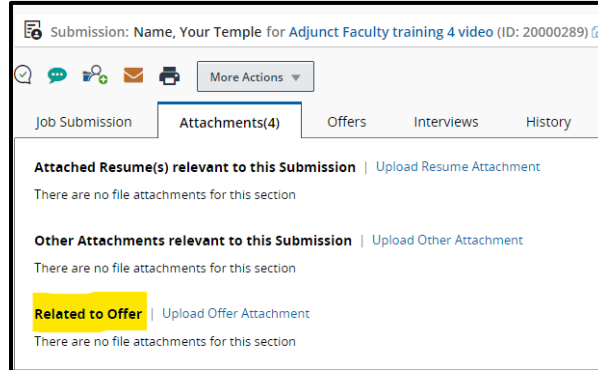 Submission: Name, Your Temple for Adjunct Faculty training 4 video (ID: 20000289)
More Actions
Job Submission Attachments(4) Offers Interviews History
Attached Resume(s) relevant to this Submission | Upload Resume Attachment
There are no file attachments for this section
Other Attachments relevant to this Submission | Upload Other Attachment
There are no file attachments for this section
Related to Offer | Upload Offer Attachment
There are no file attachments for this section